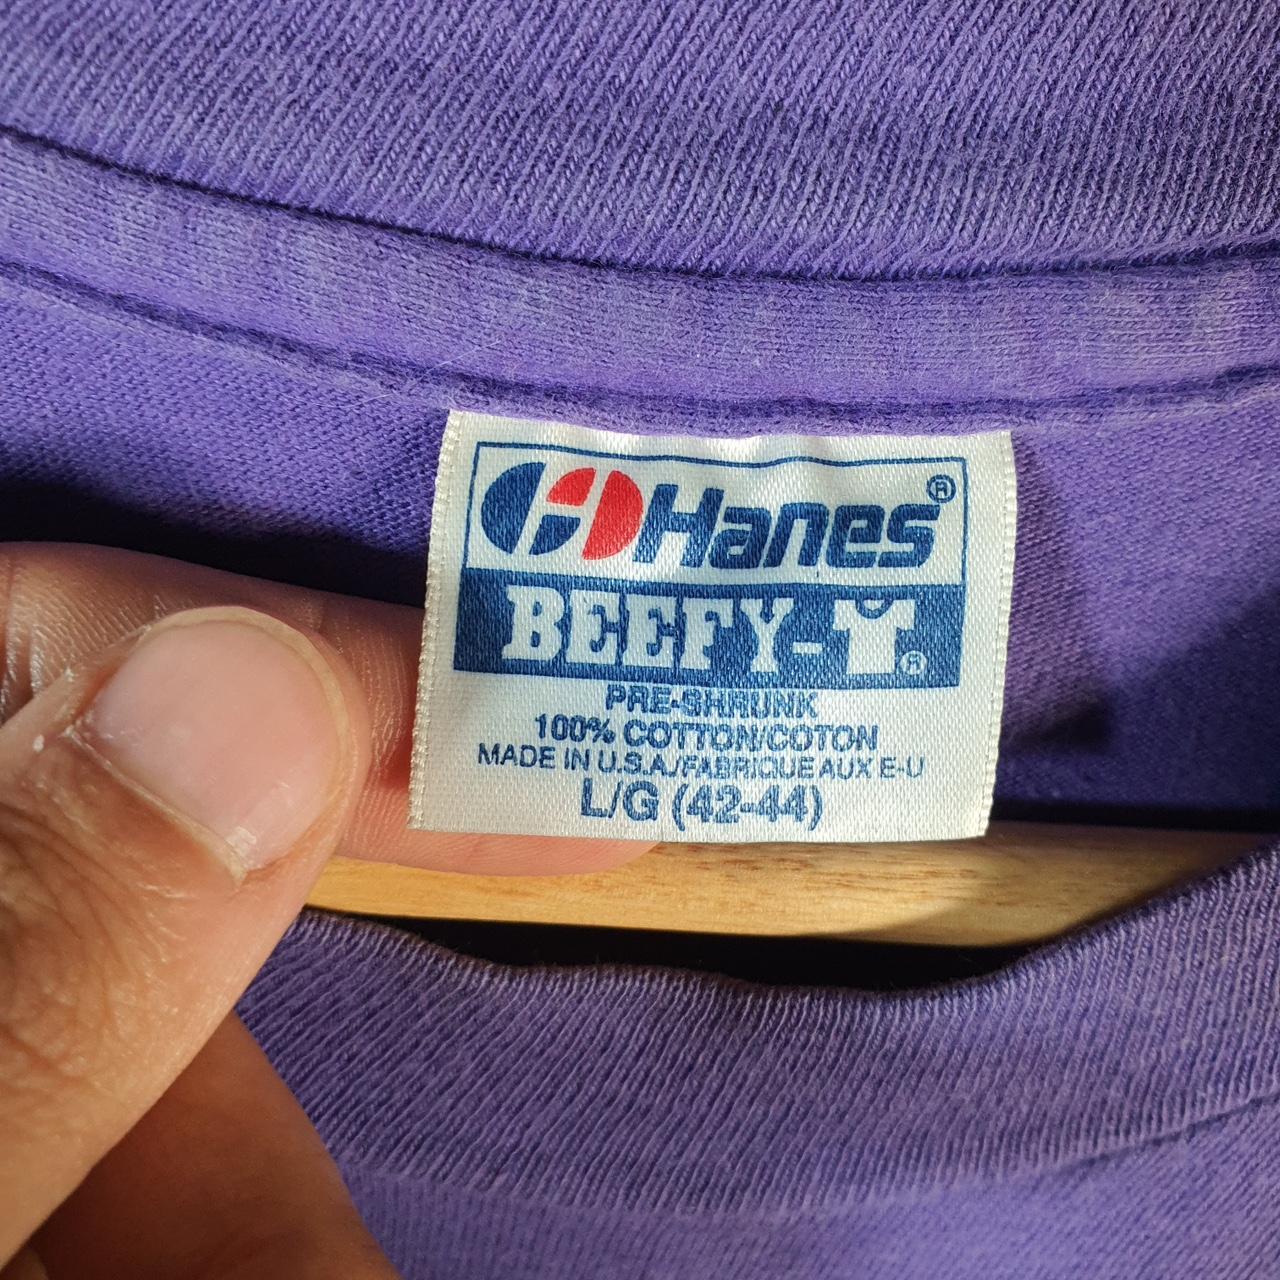 Hanes®
BEEFY-T®
PRE-SHRUNK
100% COTTON/COTON
MADE IN U.S.A./FABRIQUE AUX E-U
L/G (42-44)